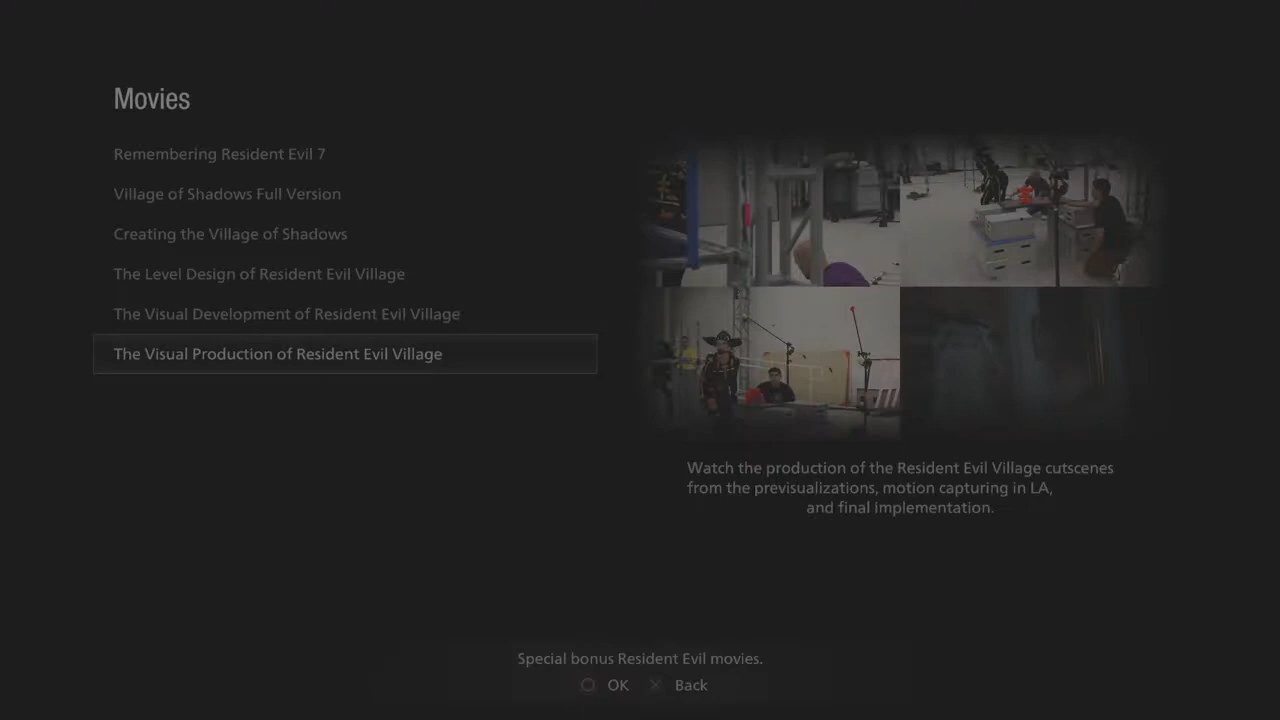 Movies
Remembering Resident Evil 7
Village of Shadows Full Version
Creating the Village of Shadows
The Level Design of Resident Evil Village
The Visual Development of Resident Evil Village
The Visual Production of Resident Evil Village
Watch the production of the Resident Evil Village cutscenes
from the previsualizations, motion capturing in LA,
and final implementation.
Special bonus Resident Evil movies.
OK Back